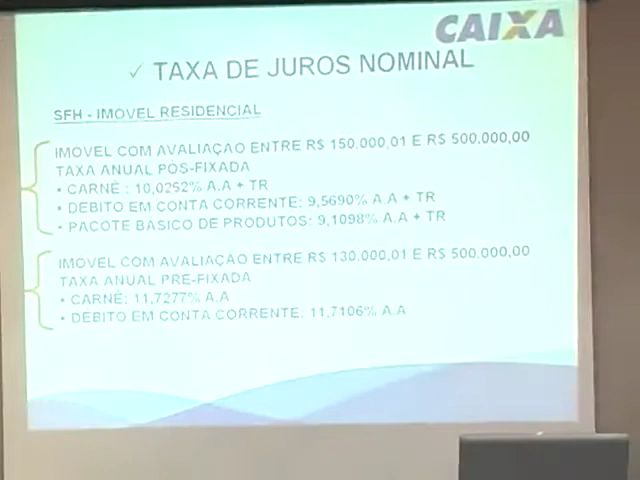 CAIXA
✓ TAXA DE JUROS NOMINAL
SFH - IMOVEL RESIDENCIAL
IMOVEL COM AVALIAÇAO ENTRE R$ 150.000,01 E R$ 500.000,00
TAXA ANUAL PÓS-FIXADA
• CARNÊ : 10,0252% A.A + TR
• DEBITO EM CONTA CORRENTE: 9,5690% A.A + TR
• PACOTE BASICO DE PRODUTOS: 9,1098% A.A + TR
IMOVEL COM AVALIAÇAO ENTRE R$ 130.000,01 E R$ 500.000,00
TAXA ANUAL PRE-FIXADA
• CARNÊ: 11,7277% A.A
• DEBITO EM CONTA CORRENTE: 11,7106% A.A